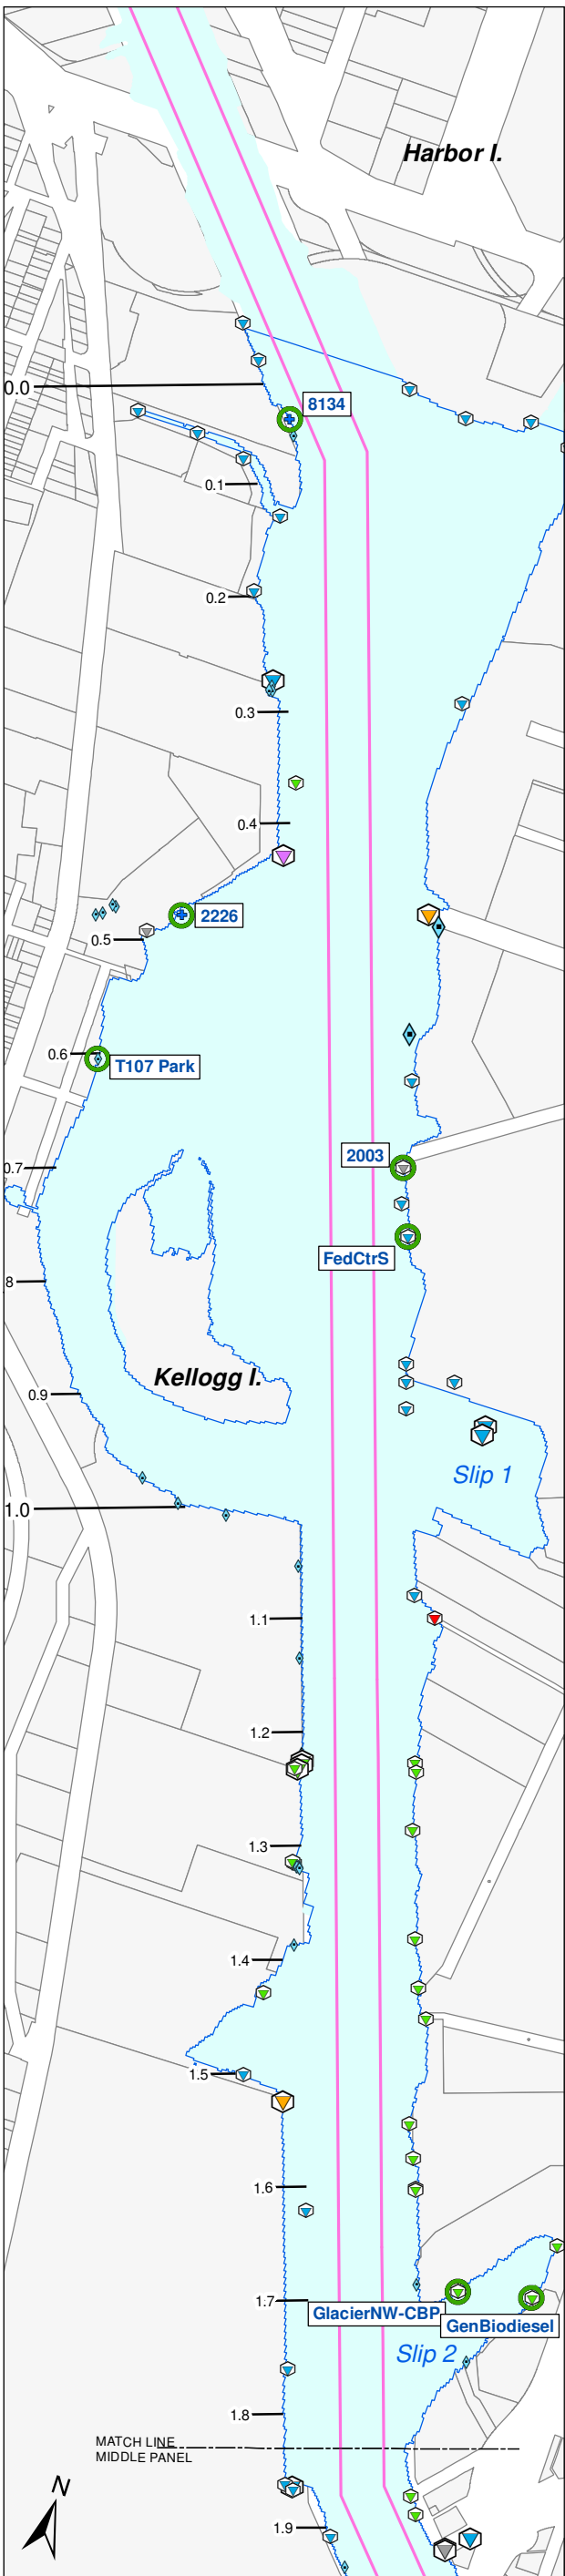 Harbor I.
0.0
8134
0.1
0.2
0.3
0.4
2226
0.5
0.6
T107 Park
2003
0.7
FedCtrS
8
Kellogg I.
0.9
Slip 1
1.0
1.1
1.2
1.3
1.4
1.5
1.6
1.7
GlacierNW-CBP
GenBiodiesel
Slip 2
1.8
MATCH LINE
MIDDLE PANEL
N
1.9